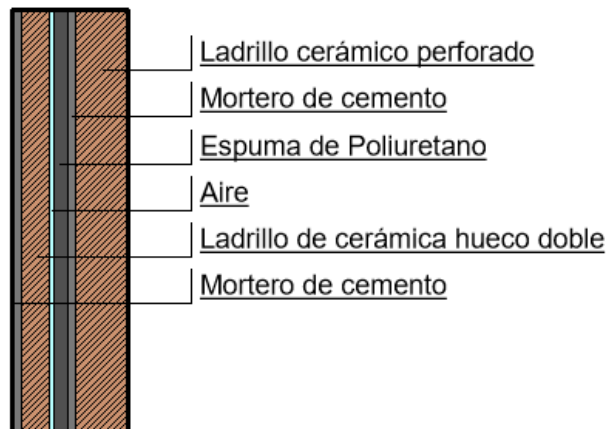 Ladrillo cerámico perforado
Mortero de cemento
Espuma de Poliuretano
Aire
Ladrillo de cerámica hueco doble
Mortero de cemento